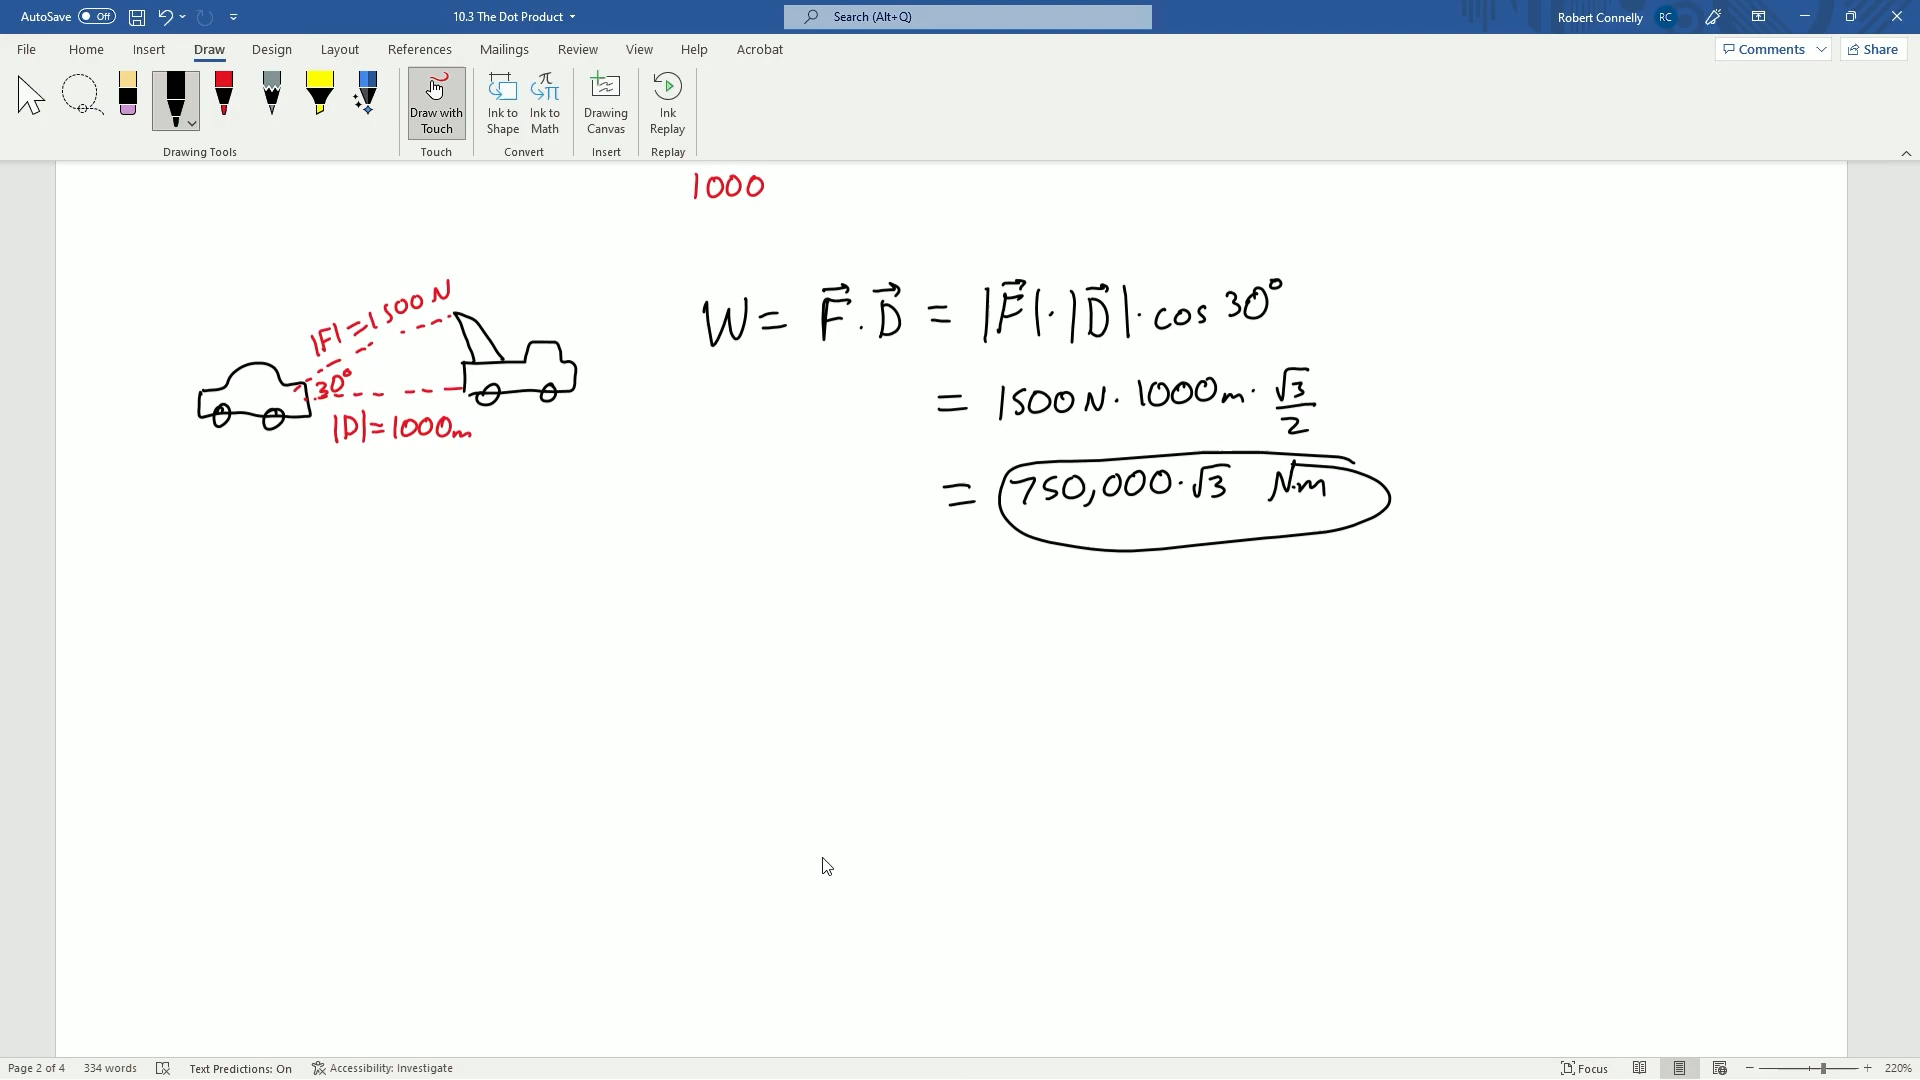 AutoSave Off 10.3 The Dot Product Search (Alt+Q) Robert Connelly RC
File Home Insert Draw Design Layout References Mailings Review View Help Acrobat Comments Share
Draw with Touch Ink to Shape Ink to Math Drawing Canvas Ink Replay
Drawing Tools Touch Convert Insert Replay
1000
|F|=1500 N
30°
|D|=1000m
W = F⃗ · D⃗ = |F⃗| · |D⃗| · cos 30°
= 1500 N · 1000m · √3/2
= 750,000 · √3 N·m
Page 2 of 4 334 words Text Predictions: On Accessibility: Investigate Focus 220%